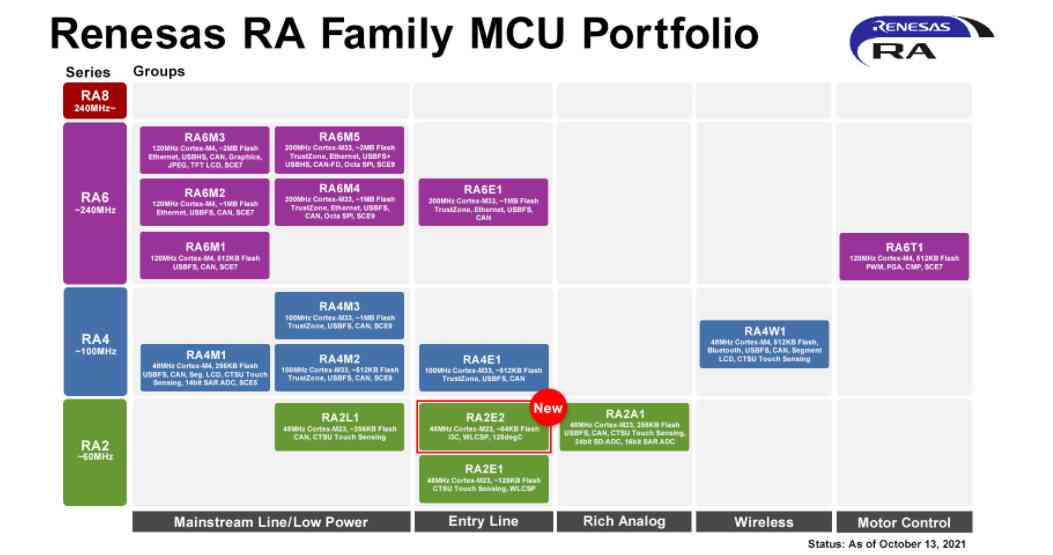 Renesas RA Family MCU Portfolio
RENESAS
RA
Series
Groups
RA8
240MHz~
RA6
~240MHz
RA6M3
120MHz Cortex-M4, ~2MB Flash
Ethernet, USBHS, CAN, Graphics,
JPEG, TFT LCD, SCE7
RA6M5
200MHz Cortex-M33, ~2MB Flash
TrustZone, Ethernet, USBFS+
USBHS, CAN-FD, Octa SPI, SCE9
RA6M2
120MHz Cortex-M4, ~1MB Flash
Ethernet, USBFS, CAN, SCE7
RA6M4
200MHz Cortex-M33, ~1MB Flash
TrustZone, Ethernet, USBFS,
CAN, Octa SPI, SCE9
RA6E1
200MHz Cortex-M33, ~1MB Flash
TrustZone, Ethernet, USBFS,
CAN
RA6M1
120MHz Cortex-M4, 512KB Flash
USBFS, CAN, SCE7
RA6T1
120MHz Cortex-M4, 512KB Flash
PWM, PGA, CMP, SCE7
RA4
~100MHz
RA4M3
100MHz Cortex-M33, ~1MB Flash
TrustZone, USBFS, CAN, SCE9
RA4W1
48MHz Cortex-M4, 512KB Flash,
Bluetooth, USBFS, CAN, Segment
LCD, CTSU Touch Sensing
RA4M1
48MHz Cortex-M4, 256KB Flash
USBFS, CAN, Seg. LCD, CTSU Touch
Sensing, 14bit SAR ADC, SCE5
RA4M2
100MHz Cortex-M33, ~512KB Flash
TrustZone, USBFS, CAN, SCE9
RA4E1
100MHz Cortex-M33, ~512KB Flash
TrustZone, USBFS, CAN
RA2
~60MHz
RA2L1
48MHz Cortex-M23, ~256KB Flash
CAN, CTSU Touch Sensing
New
RA2E2
48MHz Cortex-M23, ~64KB Flash
I3C, WLCSP, 125degC
RA2A1
48MHz Cortex-M23, 256KB Flash
USBFS, CAN, CTSU Touch Sensing,
24bit SD-ADC, 16bit SAR ADC
RA2E1
48MHz Cortex-M23, ~128KB Flash
CTSU Touch Sensing, WLCSP
Mainstream Line/Low Power
Entry Line
Rich Analog
Wireless
Motor Control
Status: As of October 13, 2021